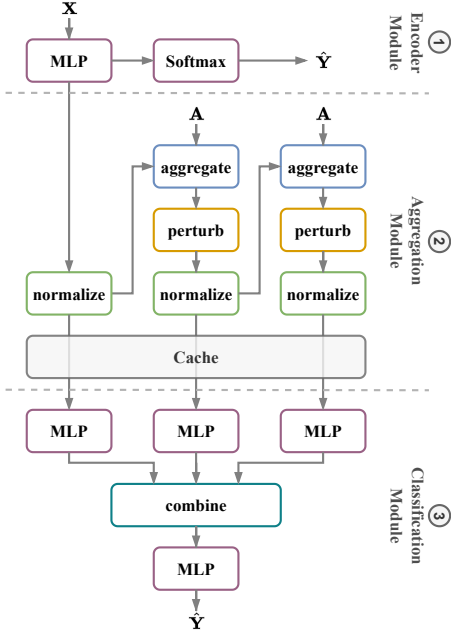 X
MLP
Softmax
Ŷ
1
Encoder
Module
A
A
aggregate
aggregate
perturb
perturb
normalize
normalize
normalize
2
Aggregation
Module
Cache
MLP
MLP
MLP
combine
MLP
Ŷ
3
Classification
Module